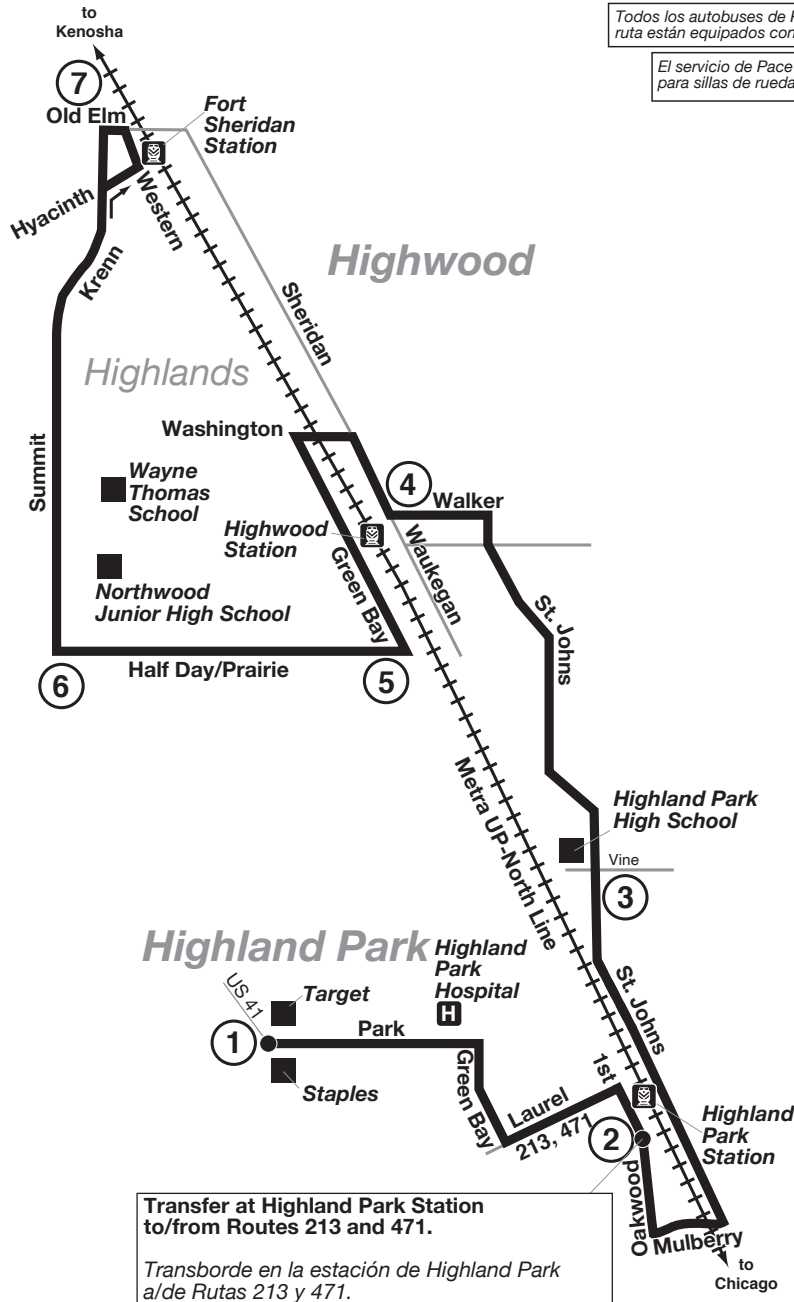 to
Kenosha
Todos los autobuses de
ruta están equipados con
El servicio de Pace
para sillas de rueda
7
Old Elm
Fort
Sheridan
Station
Hyacinth
Western
Krenn
Highwood
Sheridan
Highlands
Washington
Summit
Wayne
Thomas
School
4
Walker
Highwood
Station
Waukegan
Green Bay
Northwood
Junior High School
St. Johns
Half Day/Prairie
6
5
Metra UP-North Line
Highland Park
High School
Vine
3
Highland Park
Highland
Park
Hospital
H
US 41
Target
1
Park
Staples
Green Bay
St. Johns
1st
Laurel
213, 471
2
Highland
Park
Station
Oakwood
Mulberry
to
Chicago
Transfer at Highland Park Station
to/from Routes 213 and 471.
Transborde en la estación de Highland Park
a/de Rutas 213 y 471.